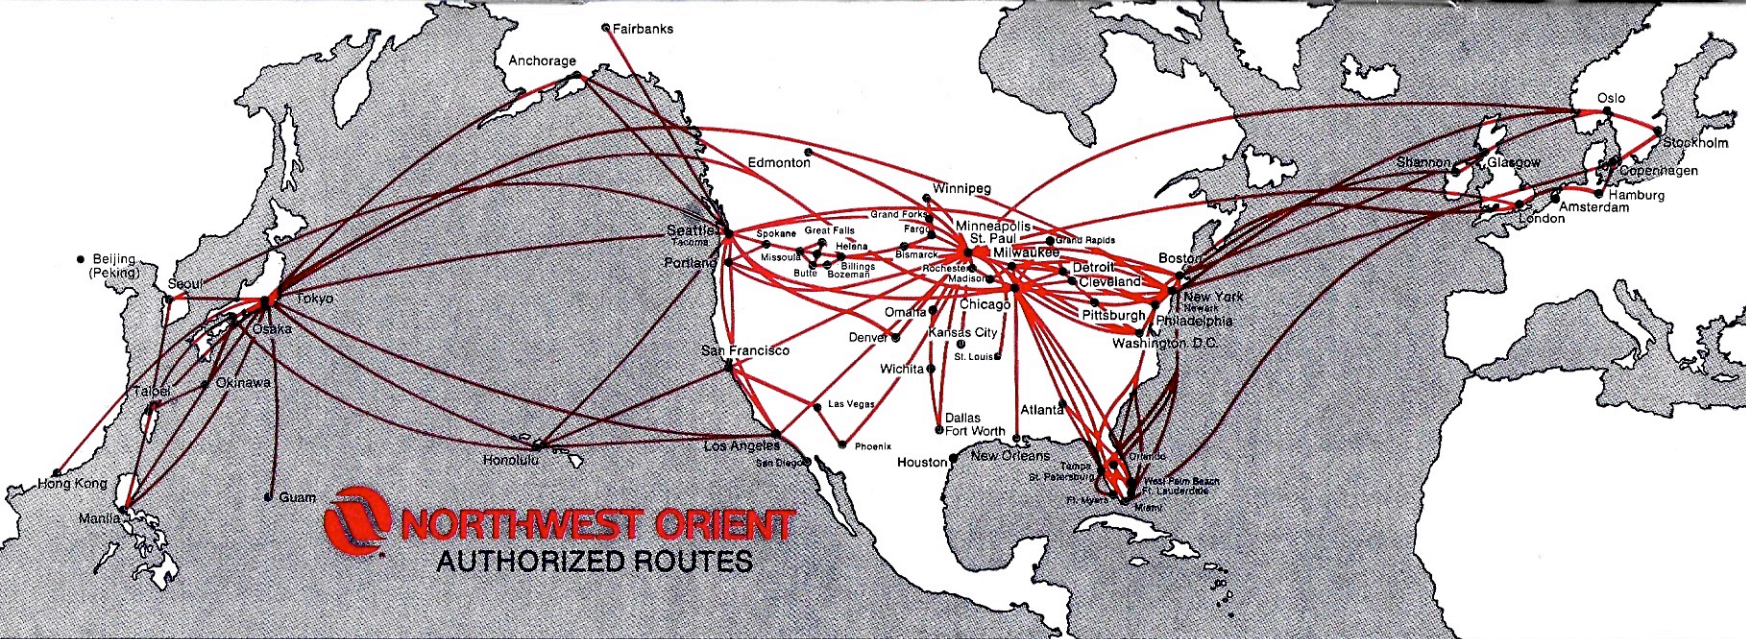 Fairbanks
Anchorage
Oslo
Stockholm
Edmonton
Shannon
Glasgow
Copenhagen
Winnipeg
Hamburg
Amsterdam
London
Grand Forks
Fargo
Minneapolis
St. Paul
Seattle
Tacoma
Spokane
Great Falls
Helena
Missoula
Butte
Bozeman
Billings
Bismarck
Grand Rapids
Milwaukee
Rochester
Madison
Detroit
Cleveland
Boston
Beijing
(Peking)
Portland
Seoul
Tokyo
Osaka
Chicago
New York
Newark
Omaha
Pittsburgh
Philadelphia
Denver
Kansas City
Washington, D.C.
San Francisco
St. Louis
Wichita
Taipei
Okinawa
Las Vegas
Atlanta
Dallas
Fort Worth
Los Angeles
Phoenix
Honolulu
San Diego
Houston
New Orleans
Orlando
Tampa
St. Petersburg
West Palm Beach
Ft. Lauderdale
Ft. Myers
Miami
Hong Kong
Guam
Manila
NORTHWEST ORIENT
AUTHORIZED ROUTES